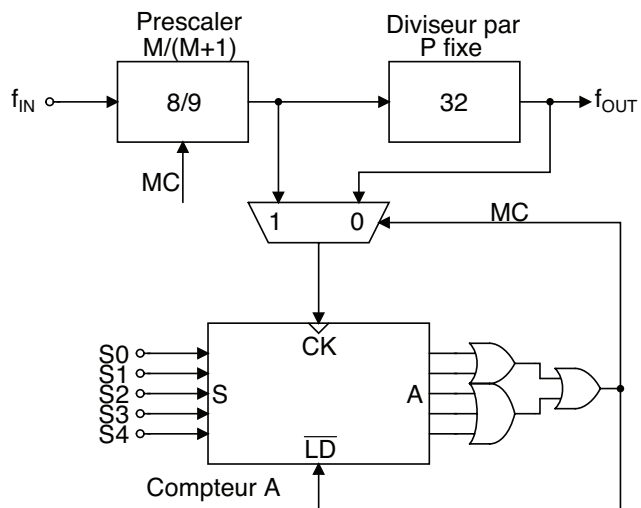 Prescaler
M/(M+1)
Diviseur par
P fixe
f_IN
8/9
32
f_OUT
MC
1
0
MC
CK
S0
S1
S2
S3
S4
S
A
LD
Compteur A